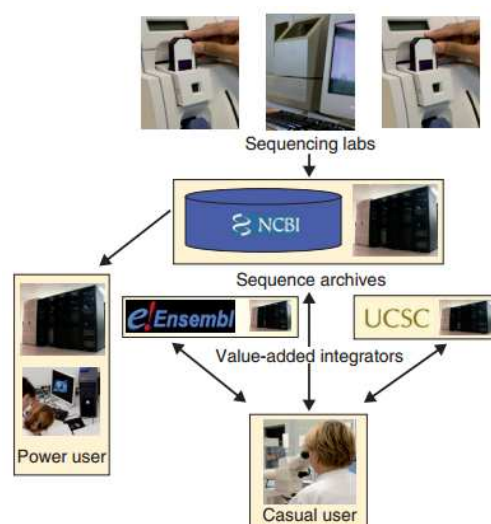 Sequencing labs
NCBI
Sequence archives
e!Ensembl
UCSC
Value-added integrators
Power user
Casual user